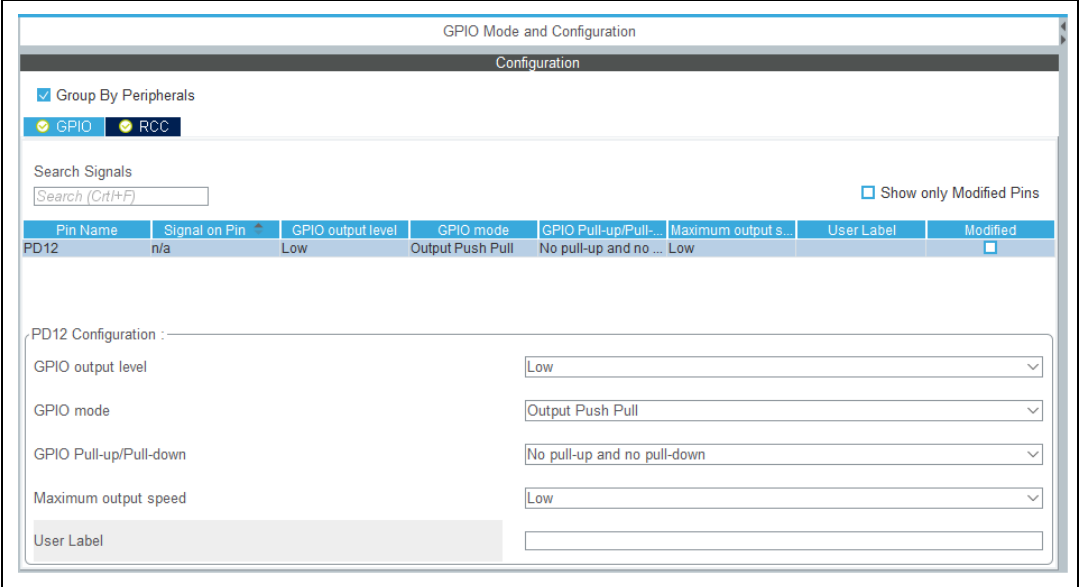 GPIO Mode and Configuration
Configuration
Group By Peripherals
GPIO RCC
Search Signals
Search (CrtI+F)
Show only Modified Pins
Pin Name Signal on Pin GPIO output level GPIO mode GPIO Pull-up/Pull-... Maximum output s... User Label Modified
PD12 n/a Low Output Push Pull No pull-up and no ... Low
PD12 Configuration :
GPIO output level Low
GPIO mode Output Push Pull
GPIO Pull-up/Pull-down No pull-up and no pull-down
Maximum output speed Low
User Label